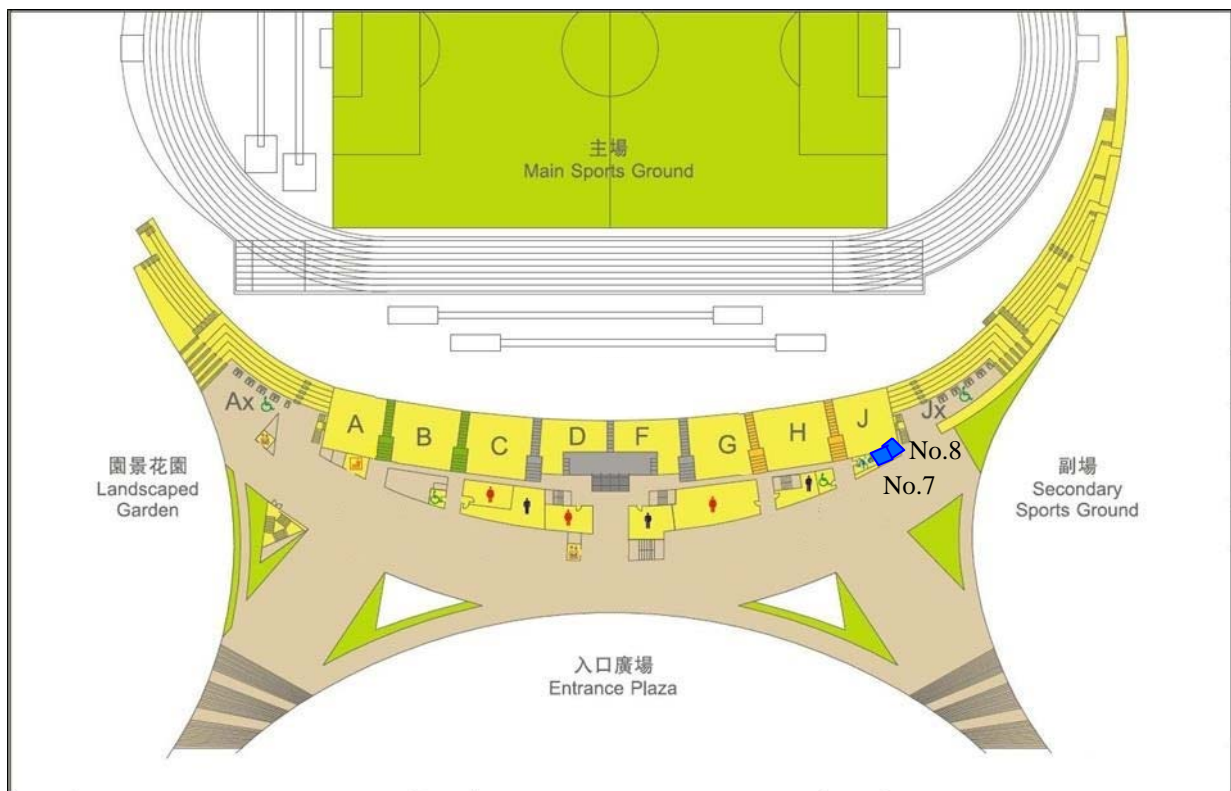 主場
Main Sports Ground
Ax
A
B
C
D
F
G
H
J
Jx
No.8
No.7
園景花園
Landscaped
Garden
副場
Secondary
Sports Ground
入口廣場
Entrance Plaza